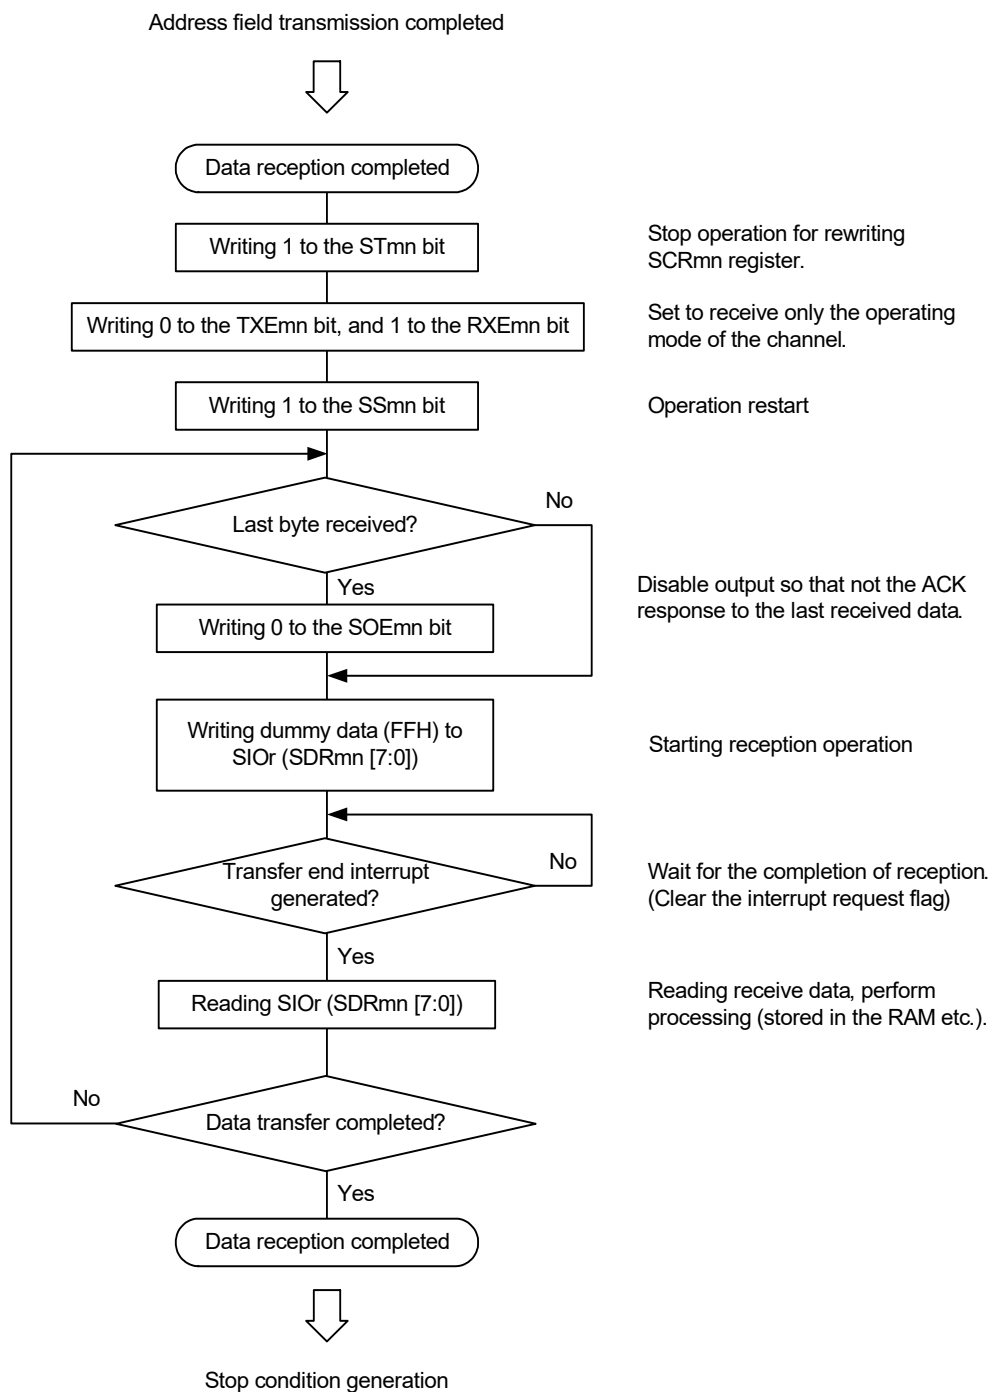 Address field transmission completed
Data reception completed
Writing 1 to the STmn bit
Stop operation for rewriting
SCRmn register.
Writing 0 to the TXEmn bit, and 1 to the RXEmn bit
Set to receive only the operating
mode of the channel.
Writing 1 to the SSmn bit
Operation restart
Last byte received?
No
Yes
Writing 0 to the SOEmn bit
Disable output so that not the ACK
response to the last received data.
Writing dummy data (FFH) to
SIOr (SDRmn [7:0])
Starting reception operation
Transfer end interrupt
generated?
No
Wait for the completion of reception.
(Clear the interrupt request flag)
Yes
Reading SIOr (SDRmn [7:0])
Reading receive data, perform
processing (stored in the RAM etc.).
No
Data transfer completed?
Yes
Data reception completed
Stop condition generation